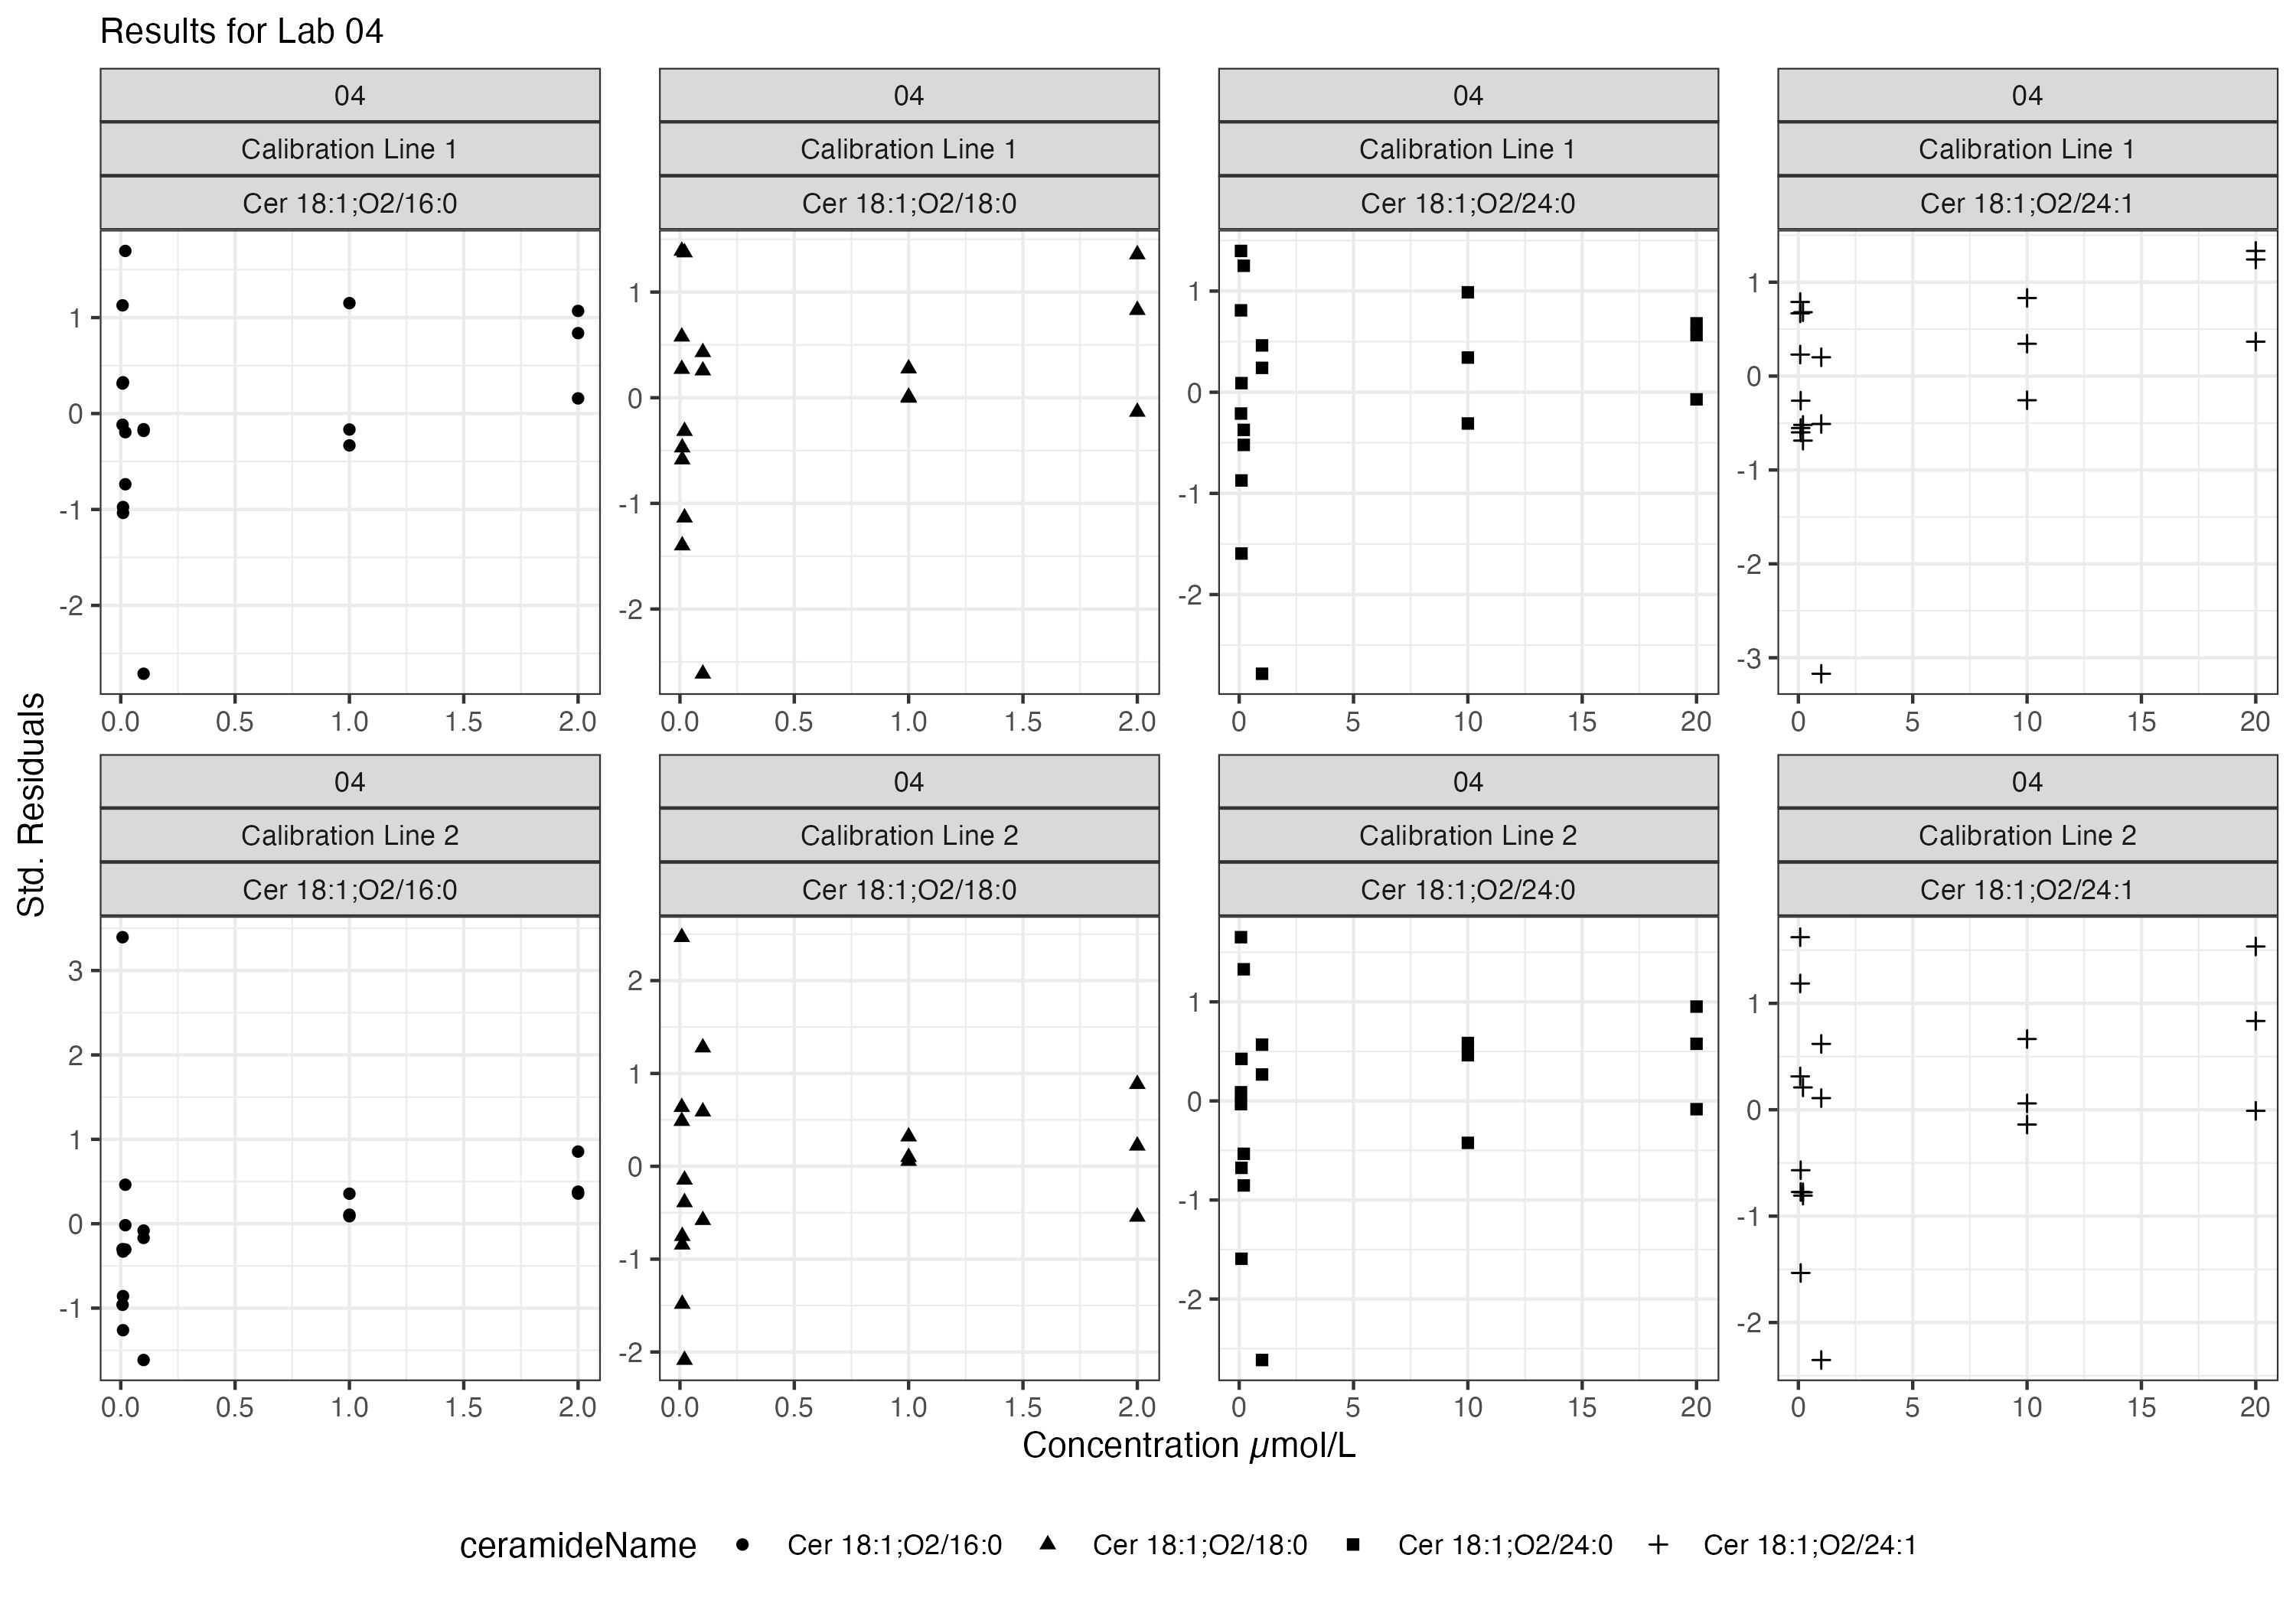 Results for Lab 04
04 04 04 04
Calibration Line 1 Calibration Line 1 Calibration Line 1 Calibration Line 1
Cer 18:1;O2/16:0 Cer 18:1;O2/18:0 Cer 18:1;O2/24:0 Cer 18:1;O2/24:1
1 0 -1 -2
1 0 -1 -2
1 0 -1 -2
1 0 -1 -2 -3
0.0 0.5 1.0 1.5 2.0 0.0 0.5 1.0 1.5 2.0 0 5 10 15 20 0 5 10 15 20
Std. Residuals
04 04 04 04
Calibration Line 2 Calibration Line 2 Calibration Line 2 Calibration Line 2
Cer 18:1;O2/16:0 Cer 18:1;O2/18:0 Cer 18:1;O2/24:0 Cer 18:1;O2/24:1
3 2 1 0 -1
2 1 0 -1 -2
1 0 -1 -2
1 0 -1 -2
0.0 0.5 1.0 1.5 2.0 0.0 0.5 1.0 1.5 2.0 0 5 10 15 20 0 5 10 15 20
Concentration µmol/L
ceramideName Cer 18:1;O2/16:0 Cer 18:1;O2/18:0 Cer 18:1;O2/24:0 Cer 18:1;O2/24:1